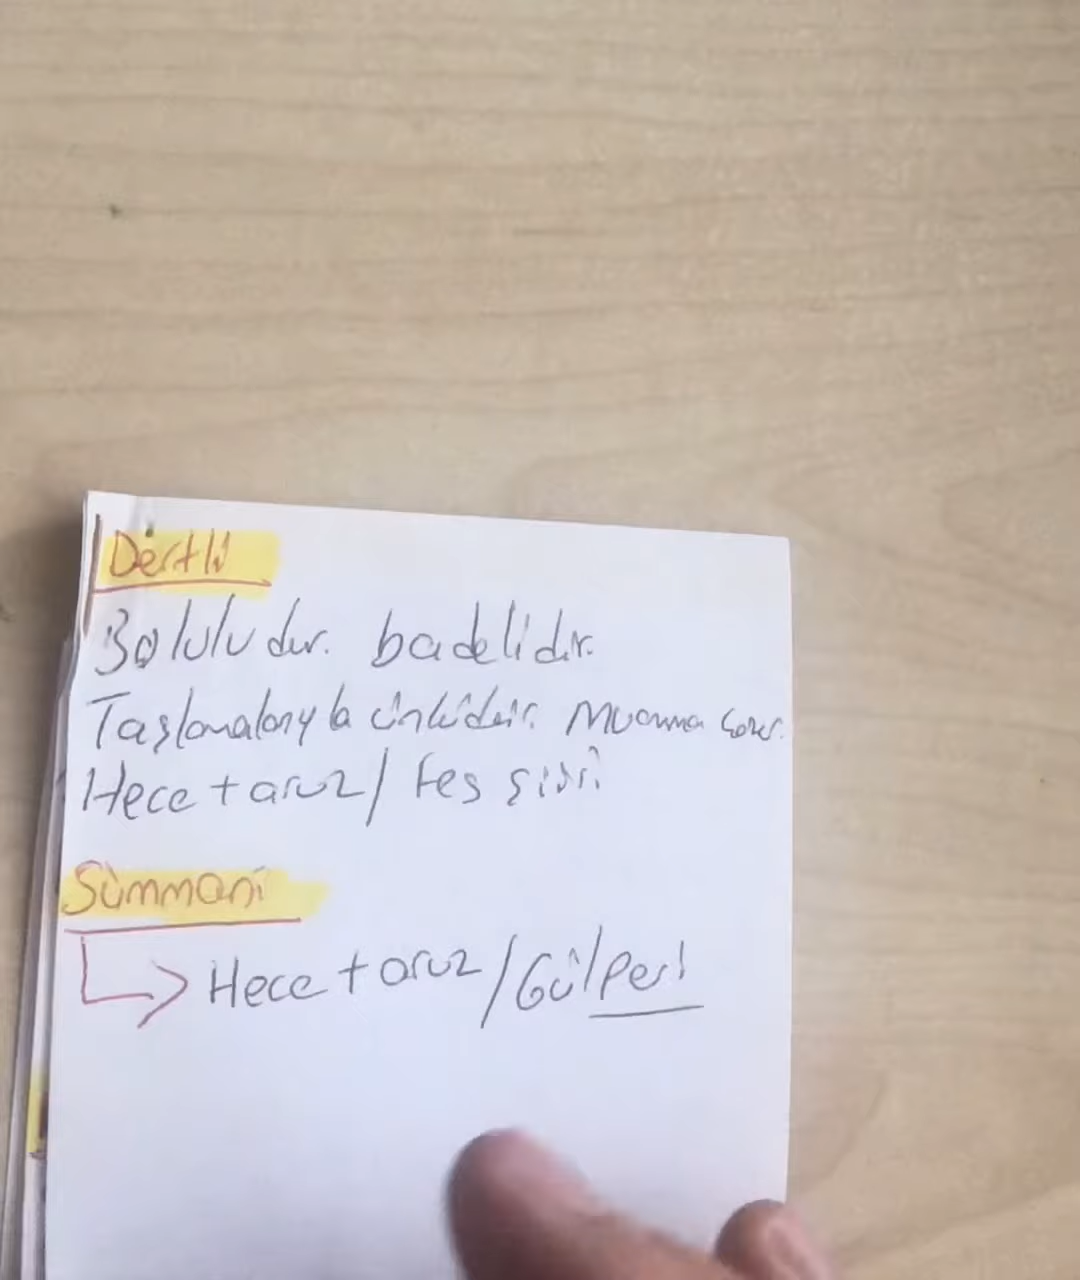 Dertli
Boluludur. badelidir.
Taşlamalarıyla ünlüdür. Muamma sorar.
Hece + aruz / Fes şiiri
Sümmani
Hece + aruz / Gülperi